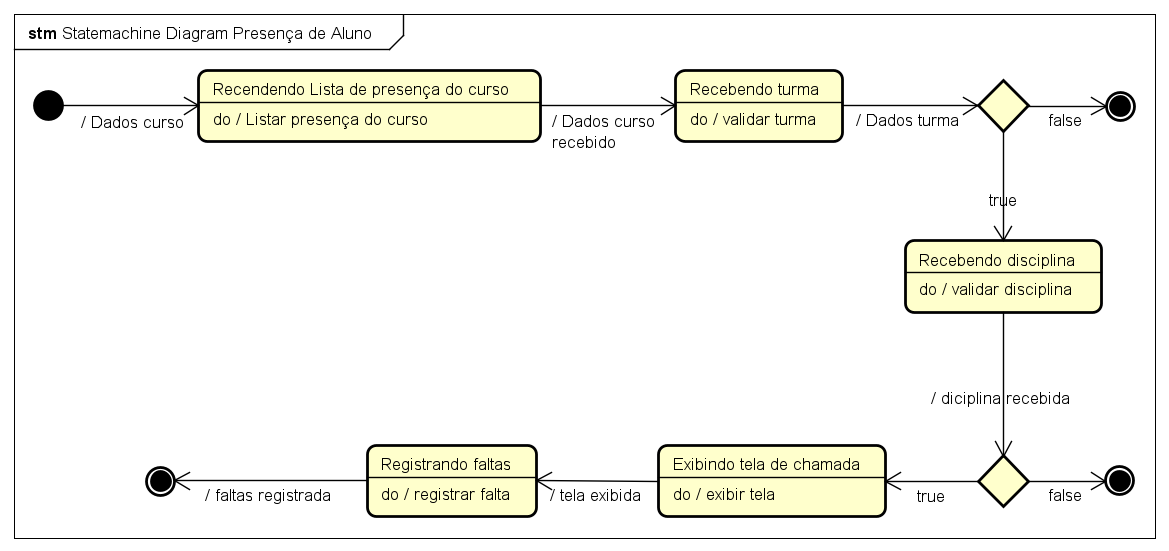 stm Statemachine Diagram Presença de Aluno
Recendendo Lista de presença do curso
do / Listar presença do curso
/ Dados curso
/ Dados curso
recebido
Recebendo turma
do / validar turma
/ Dados turma
false
true
Recebendo disciplina
do / validar disciplina
/ diciplina recebida
false
true
Exibindo tela de chamada
do / exibir tela
/ tela exibida
Registrando faltas
do / registrar falta
/ faltas registrada